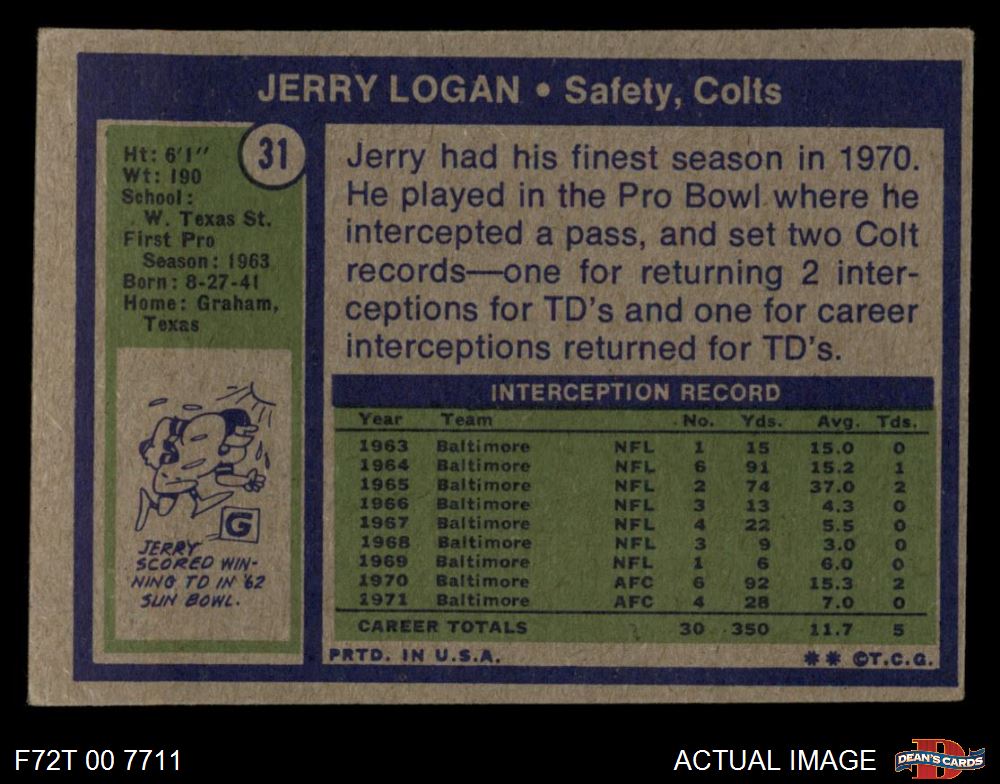 JERRY LOGAN • Safety, Colts
31
Ht: 6'1"
Wt: 190
School:
W. Texas St.
First Pro
Season: 1963
Born: 8-27-41
Home: Graham,
Texas
G
JERRY
SCORED WIN-
NING TD IN '62
SUN BOWL.
Jerry had his finest season in 1970.
He played in the Pro Bowl where he
intercepted a pass, and set two Colt
records—one for returning 2 inter-
ceptions for TD's and one for career
interceptions returned for TD's.
INTERCEPTION RECORD
Year Team No. Yds. Avg. Tds.
1963 Baltimore NFL 1 15 15.0 0
1964 Baltimore NFL 6 91 15.2 1
1965 Baltimore NFL 2 74 37.0 2
1966 Baltimore NFL 3 13 4.3 0
1967 Baltimore NFL 4 22 5.5 0
1968 Baltimore NFL 3 9 3.0 0
1969 Baltimore NFL 1 6 6.0 0
1970 Baltimore AFC 6 92 15.3 2
1971 Baltimore AFC 4 28 7.0 0
CAREER TOTALS 30 350 11.7 5
PRTD. IN U.S.A. ** ©T.C.G.
F72T 00 7711
ACTUAL IMAGE
D
DEAN'S CARDS